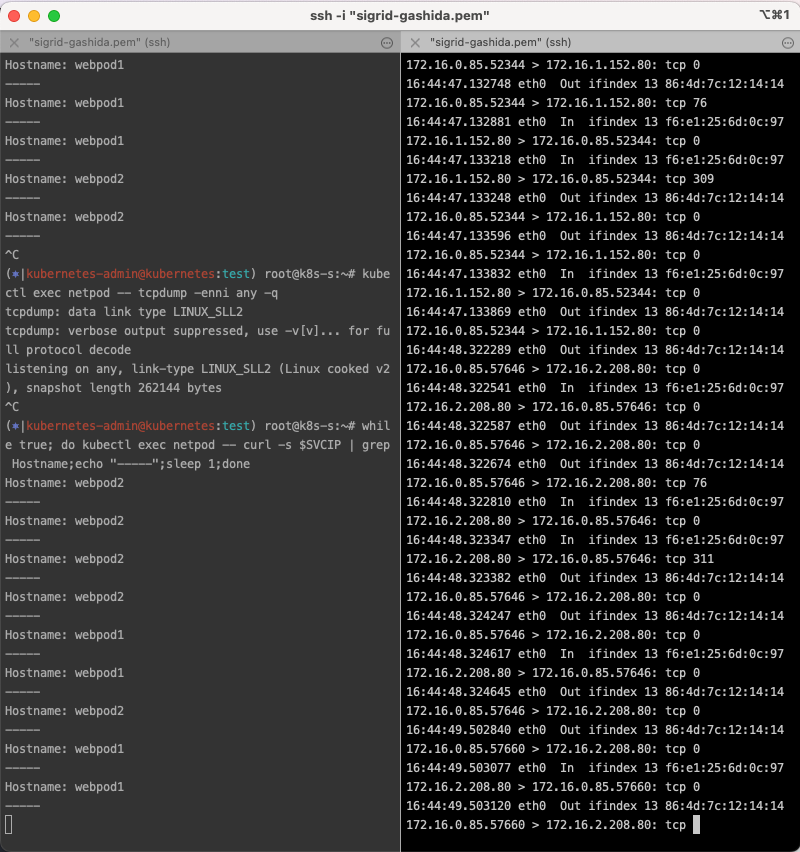 ssh -i "sigrid-gashida.pem"
⌥⌘1
"sigrid-gashida.pem" (ssh)
Hostname: webpod1
-----
Hostname: webpod1
-----
Hostname: webpod1
-----
Hostname: webpod2
-----
Hostname: webpod2
-----
^C
(*|kubernetes-admin@kubernetes:test) root@k8s-s:~# kube
ctl exec netpod -- tcpdump -enni any -q
tcpdump: data link type LINUX_SLL2
tcpdump: verbose output suppressed, use -v[v]... for fu
ll protocol decode
listening on any, link-type LINUX_SLL2 (Linux cooked v2
), snapshot length 262144 bytes
^C
(*|kubernetes-admin@kubernetes:test) root@k8s-s:~# whil
e true; do kubectl exec netpod -- curl -s $SVCIP | grep
 Hostname;echo "-----";sleep 1;done
Hostname: webpod2
-----
Hostname: webpod2
-----
Hostname: webpod2
-----
Hostname: webpod2
-----
Hostname: webpod1
-----
Hostname: webpod1
-----
Hostname: webpod2
-----
Hostname: webpod1
-----
Hostname: webpod1
-----
"sigrid-gashida.pem" (ssh)
172.16.0.85.52344 > 172.16.1.152.80: tcp 0
16:44:47.132748 eth0  Out ifindex 13 86:4d:7c:12:14:14
172.16.0.85.52344 > 172.16.1.152.80: tcp 76
16:44:47.132881 eth0  In  ifindex 13 f6:e1:25:6d:0c:97
172.16.1.152.80 > 172.16.0.85.52344: tcp 0
16:44:47.133218 eth0  In  ifindex 13 f6:e1:25:6d:0c:97
172.16.1.152.80 > 172.16.0.85.52344: tcp 309
16:44:47.133248 eth0  Out ifindex 13 86:4d:7c:12:14:14
172.16.0.85.52344 > 172.16.1.152.80: tcp 0
16:44:47.133596 eth0  Out ifindex 13 86:4d:7c:12:14:14
172.16.0.85.52344 > 172.16.1.152.80: tcp 0
16:44:47.133832 eth0  In  ifindex 13 f6:e1:25:6d:0c:97
172.16.1.152.80 > 172.16.0.85.52344: tcp 0
16:44:47.133869 eth0  Out ifindex 13 86:4d:7c:12:14:14
172.16.0.85.52344 > 172.16.1.152.80: tcp 0
16:44:48.322289 eth0  Out ifindex 13 86:4d:7c:12:14:14
172.16.0.85.57646 > 172.16.2.208.80: tcp 0
16:44:48.322541 eth0  In  ifindex 13 f6:e1:25:6d:0c:97
172.16.2.208.80 > 172.16.0.85.57646: tcp 0
16:44:48.322587 eth0  Out ifindex 13 86:4d:7c:12:14:14
172.16.0.85.57646 > 172.16.2.208.80: tcp 0
16:44:48.322674 eth0  Out ifindex 13 86:4d:7c:12:14:14
172.16.0.85.57646 > 172.16.2.208.80: tcp 76
16:44:48.322810 eth0  In  ifindex 13 f6:e1:25:6d:0c:97
172.16.2.208.80 > 172.16.0.85.57646: tcp 0
16:44:48.323347 eth0  In  ifindex 13 f6:e1:25:6d:0c:97
172.16.2.208.80 > 172.16.0.85.57646: tcp 311
16:44:48.323382 eth0  Out ifindex 13 86:4d:7c:12:14:14
172.16.0.85.57646 > 172.16.2.208.80: tcp 0
16:44:48.324247 eth0  Out ifindex 13 86:4d:7c:12:14:14
172.16.0.85.57646 > 172.16.2.208.80: tcp 0
16:44:48.324617 eth0  In  ifindex 13 f6:e1:25:6d:0c:97
172.16.2.208.80 > 172.16.0.85.57646: tcp 0
16:44:48.324645 eth0  Out ifindex 13 86:4d:7c:12:14:14
172.16.0.85.57646 > 172.16.2.208.80: tcp 0
16:44:49.502840 eth0  Out ifindex 13 86:4d:7c:12:14:14
172.16.0.85.57660 > 172.16.2.208.80: tcp 0
16:44:49.503077 eth0  In  ifindex 13 f6:e1:25:6d:0c:97
172.16.2.208.80 > 172.16.0.85.57660: tcp 0
16:44:49.503120 eth0  Out ifindex 13 86:4d:7c:12:14:14
172.16.0.85.57660 > 172.16.2.208.80: tcp